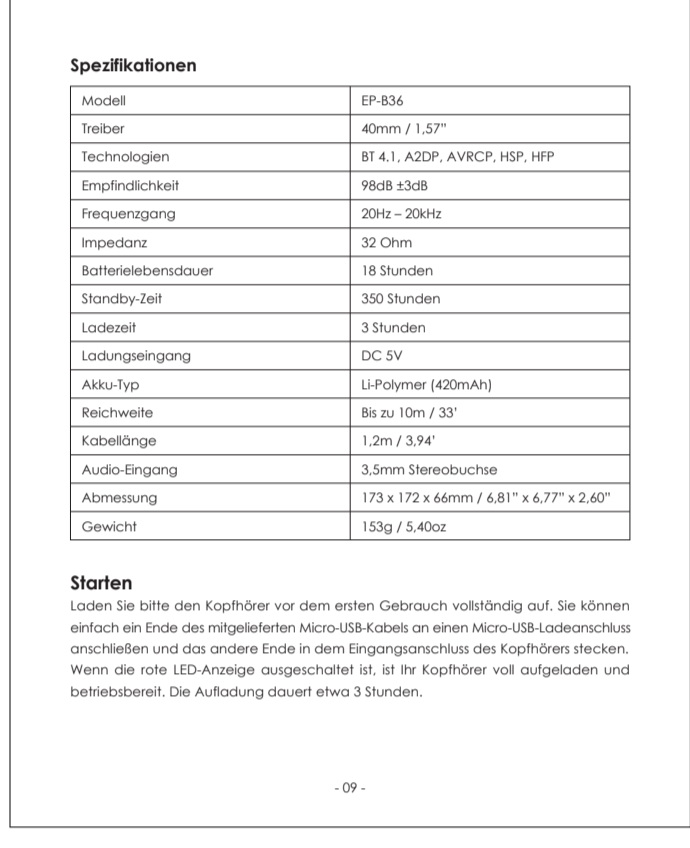 Spezifikationen
Modell EP-B36
Treiber 40mm / 1,57"
Technologien BT 4.1, A2DP, AVRCP, HSP, HFP
Empfindlichkeit 98dB ±3dB
Frequenzgang 20Hz – 20kHz
Impedanz 32 Ohm
Batterielebensdauer 18 Stunden
Standby-Zeit 350 Stunden
Ladezeit 3 Stunden
Ladungseingang DC 5V
Akku-Typ Li-Polymer (420mAh)
Reichweite Bis zu 10m / 33'
Kabellänge 1,2m / 3,94'
Audio-Eingang 3,5mm Stereobuchse
Abmessung 173 x 172 x 66mm / 6,81" x 6,77" x 2,60"
Gewicht 153g / 5,40oz
Starten
Laden Sie bitte den Kopfhörer vor dem ersten Gebrauch vollständig auf. Sie können
einfach ein Ende des mitgelieferten Micro-USB-Kabels an einen Micro-USB-Ladeanschluss
anschließen und das andere Ende in dem Eingangsanschluss des Kopfhörers stecken.
Wenn die rote LED-Anzeige ausgeschaltet ist, ist Ihr Kopfhörer voll aufgeladen und
betriebsbereit. Die Aufladung dauert etwa 3 Stunden.
- 09 -